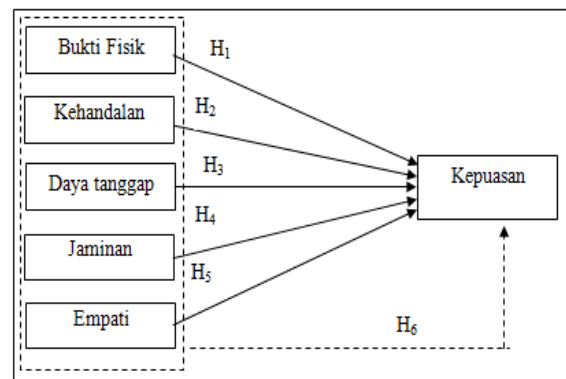 Bukti Fisik
H1
Kehandalan
H2
Daya tanggap
H3
Kepuasan
H4
Jaminan
H5
Empati
H6